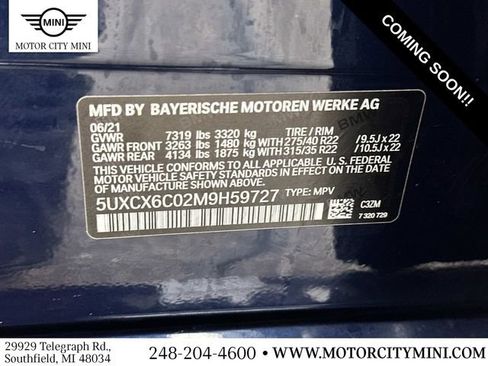 MINI
MOTOR CITY MINI
COMING SOON!!
MFD BY BAYERISCHE MOTOREN WERKE AG
06/21
GVWR 7319 lbs 3320 kg TIRE / RIM
GAWR FRONT 3263 lbs 1480 kg WITH 275/40 R22 / 9.5J x 22
GAWR REAR 4134 lbs 1875 kg WITH 315/35 R22 / 10.5J x 22
THIS VEHICLE CONFORMS TO ALL APPLICABLE U. S. FEDERAL
MOTOR VEHICLE SAFETY, BUMPER, AND THEFT PREVENTION
STANDARDS IN EFFECT ON THE DATE OF MANUFACTURE
SHOWN ABOVE.
5UXCX6C02M9H59727 TYPE: MPV
C3ZM
7 320 729
29929 Telegraph Rd.,
Southfield, MI 48034
248-204-4600 • WWW.MOTORCITYMINI.COM